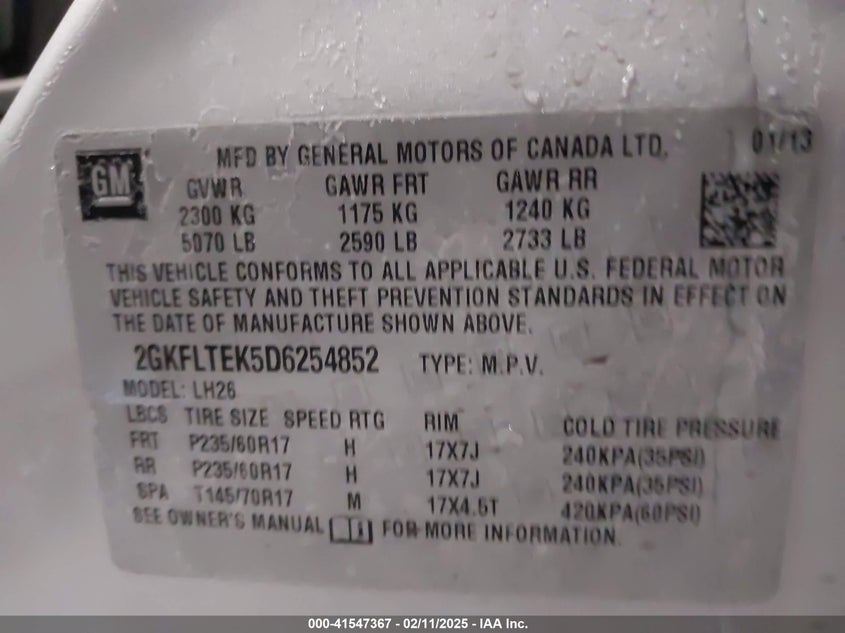 MFD BY GENERAL MOTORS OF CANADA LTD. 01/13
GM
GVWR GAWR FRT GAWR RR
2300 KG 1175 KG 1240 KG
5070 LB 2590 LB 2733 LB
THIS VEHICLE CONFORMS TO ALL APPLICABLE U.S. FEDERAL MOTOR
VEHICLE SAFETY AND THEFT PREVENTION STANDARDS IN EFFECT ON
THE DATE OF MANUFACTURE SHOWN ABOVE.
2GKFLTEK5D6254852 TYPE: M.P.V.
MODEL: LH26
LBCS TIRE SIZE SPEED RTG RIM COLD TIRE PRESSURE
FRT P235/60R17 H 17X7J 240KPA(35PSI)
RR P235/60R17 H 17X7J 240KPA(35PSI)
SPA T145/70R17 M 17X4.5T 420KPA(60PSI)
SEE OWNER'S MANUAL FOR MORE INFORMATION.
000-41547367 - 02/11/2025 - IAA Inc.